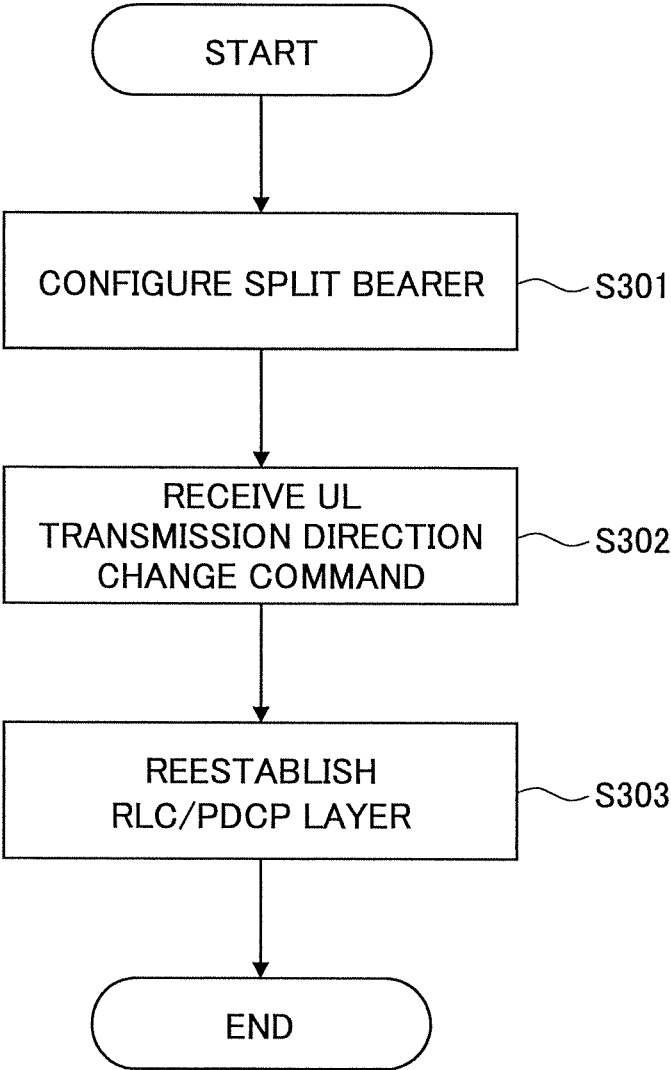 START
CONFIGURE SPLIT BEARER
S301
RECEIVE UL
TRANSMISSION DIRECTION
CHANGE COMMAND
S302
REESTABLISH
RLC/PDCP LAYER
S303
END